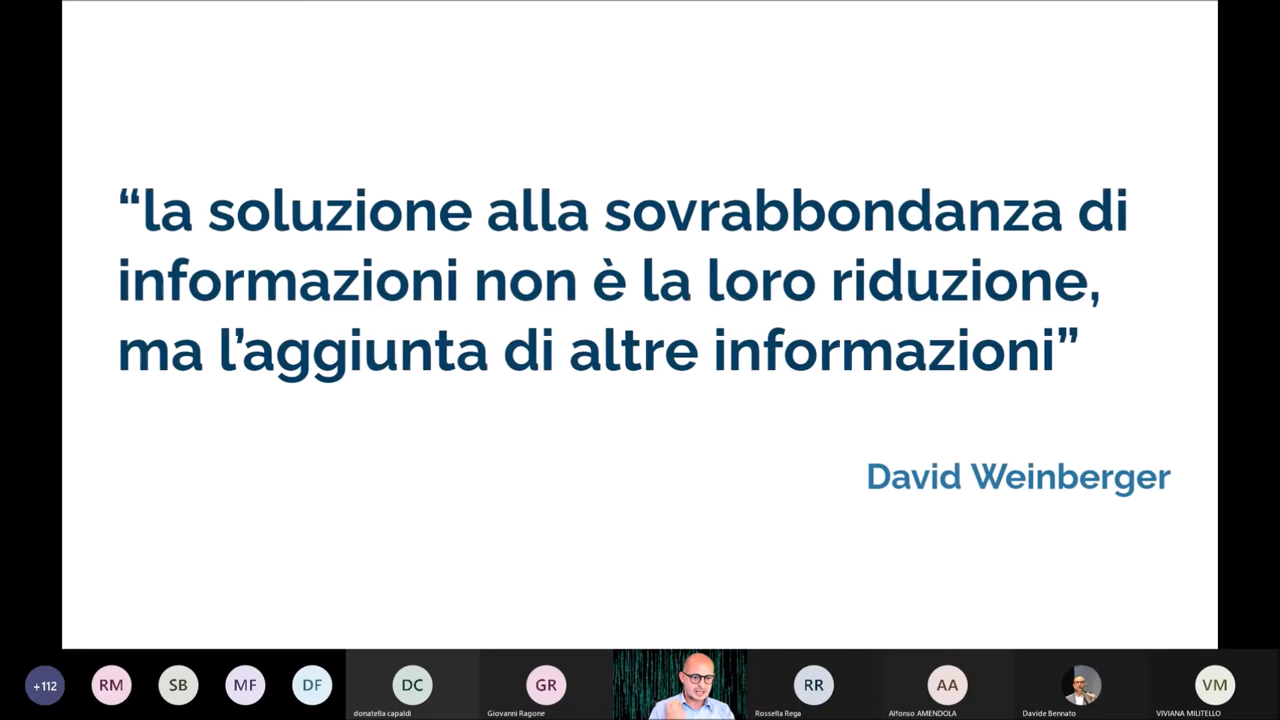 “la soluzione alla sovrabbondanza di
informazioni non è la loro riduzione,
ma l’aggiunta di altre informazioni”
David Weinberger
+112
RM
SB
MF
DF
DC
GR
RR
AA
VM
donatella capaldi
Giovanni Ragone
Rossella Rega
Alfonso AMENDOLA
Davide Bennato
VIVIANA MILITELLO